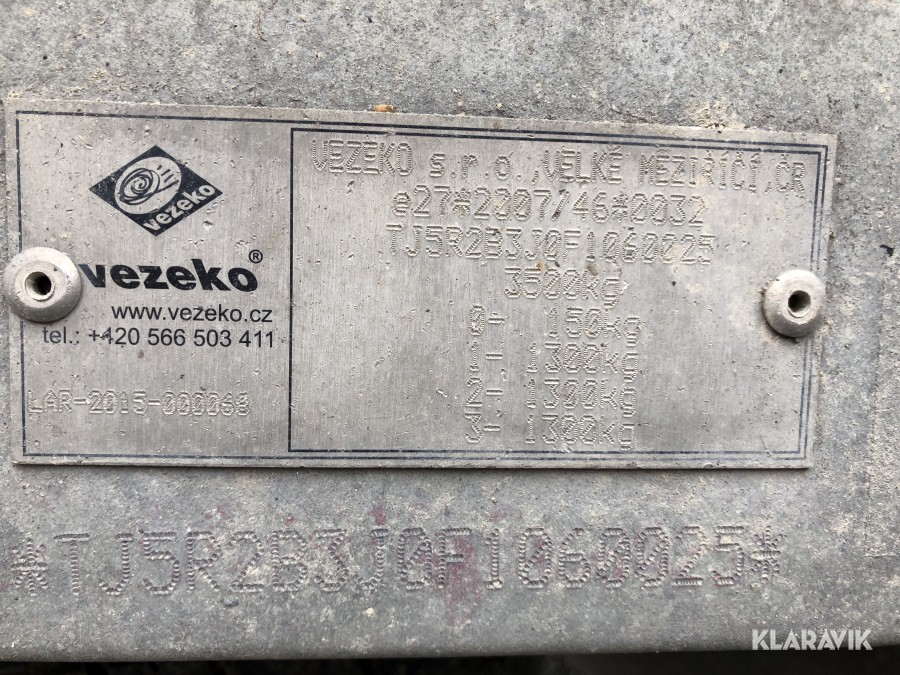 vezeko
vezeko®
www.vezeko.cz
tel.: +420 566 503 411
LAR-2015-000068
VEZEKO s.r.o.,VELKÉ MEZIŘÍČÍ,ČR
e27*2007/46*0032
TJ5R2B3J0F1060025
3500kg
0- 150kg
1- 1300kg
2- 1300kg
3- 1300kg
*TJ5R2B3J0F1060025*
KLARAVIK